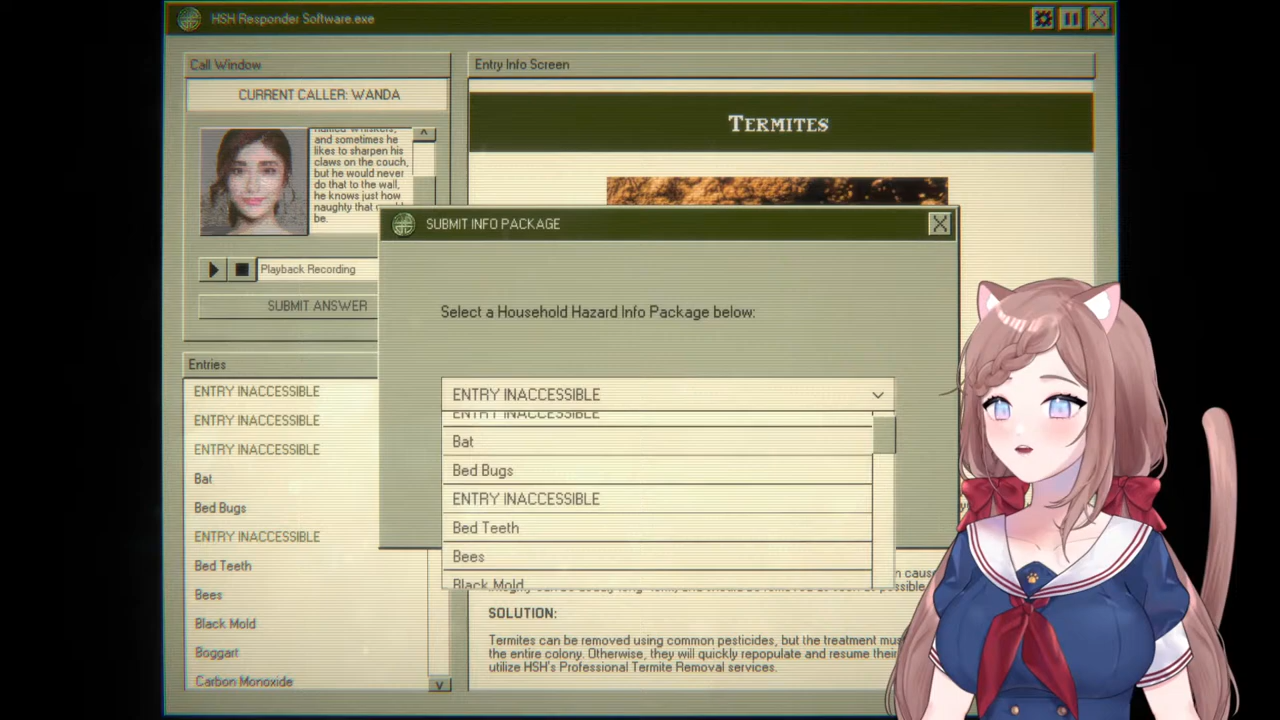 HSH Responder Software.exe
Call Window
Entry Info Screen
CURRENT CALLER: WANDA
TERMITES
named Whiskers,
and sometimes he
likes to sharpen his
claws on the couch,
but he would never
do that to the wall,
he knows just how
naughty that
be.
SUBMIT INFO PACKAGE
Playback Recording
SUBMIT ANSWER
Select a Household Hazard Info Package below:
Entries
ENTRY INACCESSIBLE
ENTRY INACCESSIBLE
ENTRY INACCESSIBLE
Bat
Bed Bugs
ENTRY INACCESSIBLE
Bed Teeth
Bees
Black Mold
Boggart
Carbon Monoxide
ENTRY INACCESSIBLE
ENTRY INACCESSIBLE
Bat
Bed Bugs
ENTRY INACCESSIBLE
Bed Teeth
Bees
Black Mold
SOLUTION:
Termites can be removed using common pesticides, but the treatment
the entire colony. Otherwise, they will quickly repopulate and resume their
utilize HSH's Professional Termite Removal services.